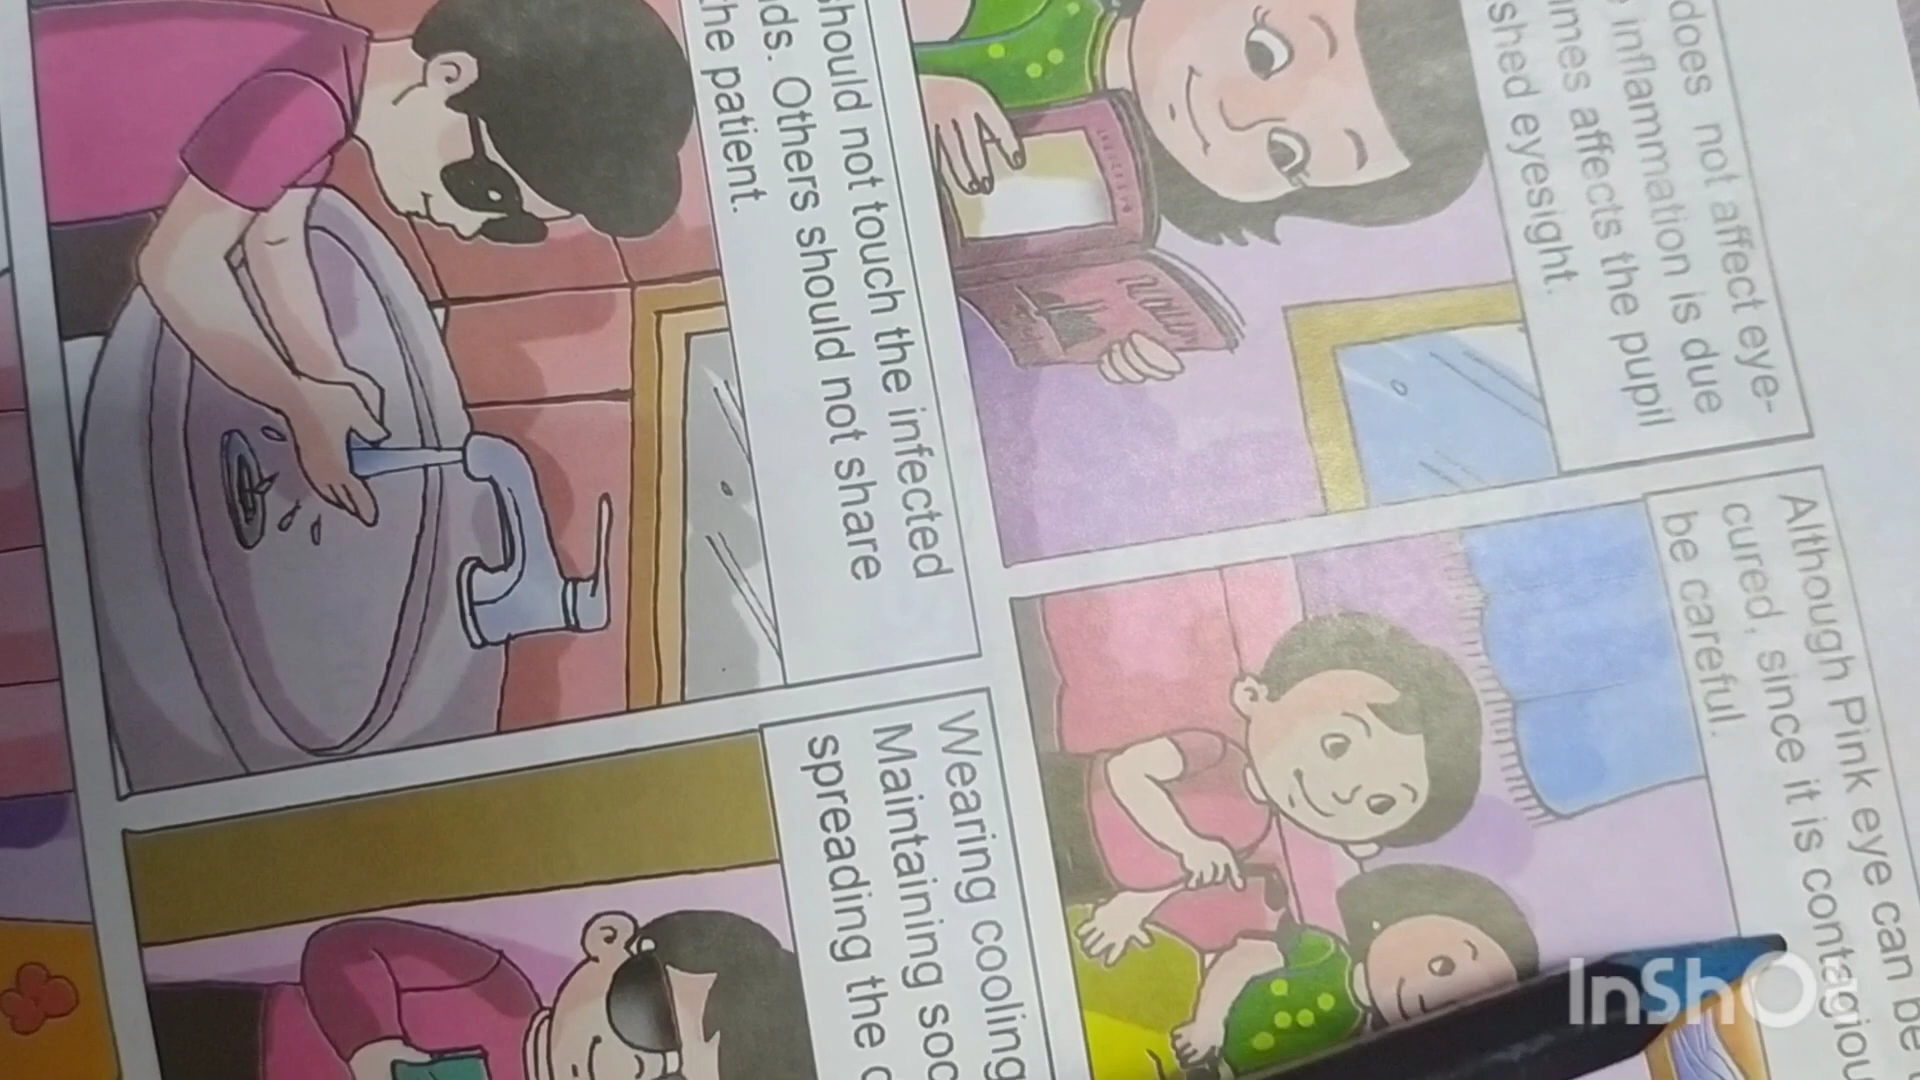 does not affect eye-
inflammation is due
imes affects the pupil
shed eyesight.
Although Pink eye can be
cured, since it is contagiou
be careful.
should not touch the infected
ds. Others should not share
the patient.
Wearing cooling
Maintaining soc
spreading the
InShO